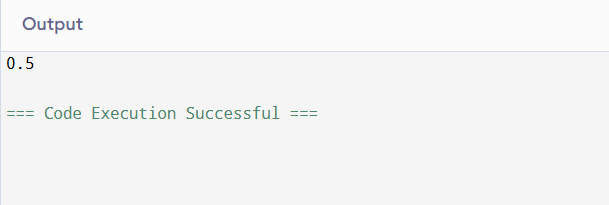 Output
0.5
=== Code Execution Successful ===